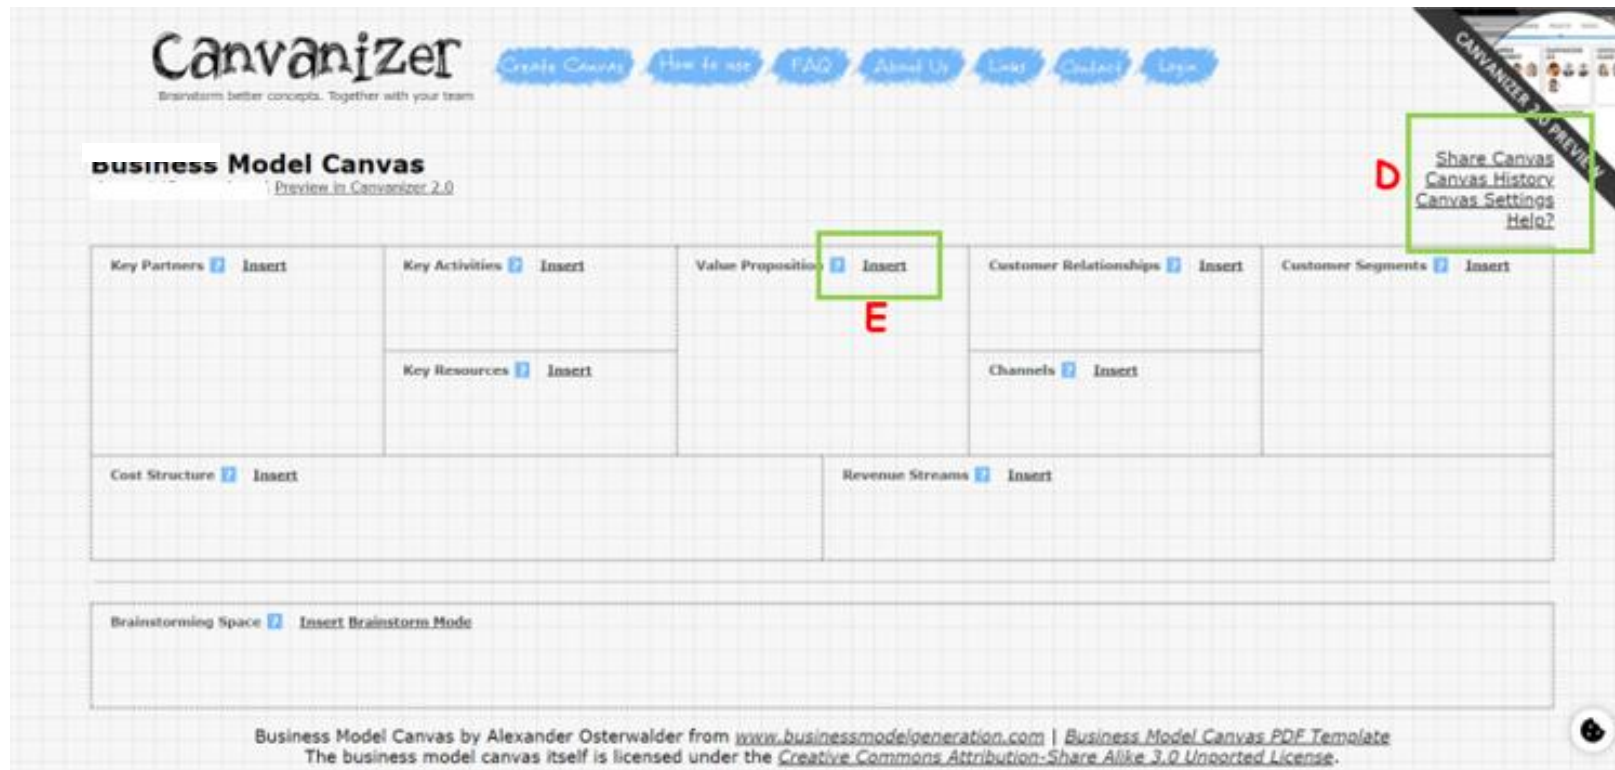 Canvanizer
Brainstorm better concepts. Together with your team
Create Canvas How to use FAQ About Us Links Contact Login
CANVANIZER 2.0 PREVIEW
Business Model Canvas
Preview in Canvanizer 2.0
D
Share Canvas
Canvas History
Canvas Settings
Help?
Key Partners ? Insert
Key Activities ? Insert
Value Proposition ? Insert
E
Customer Relationships ? Insert
Customer Segments ? Insert
Key Resources ? Insert
Channels ? Insert
Cost Structure ? Insert
Revenue Streams ? Insert
Brainstorming Space ? Insert Brainstorm Mode
Business Model Canvas by Alexander Osterwalder from www.businessmodelgeneration.com | Business Model Canvas PDF Template
The business model canvas itself is licensed under the Creative Commons Attribution-Share Alike 3.0 Unported License.